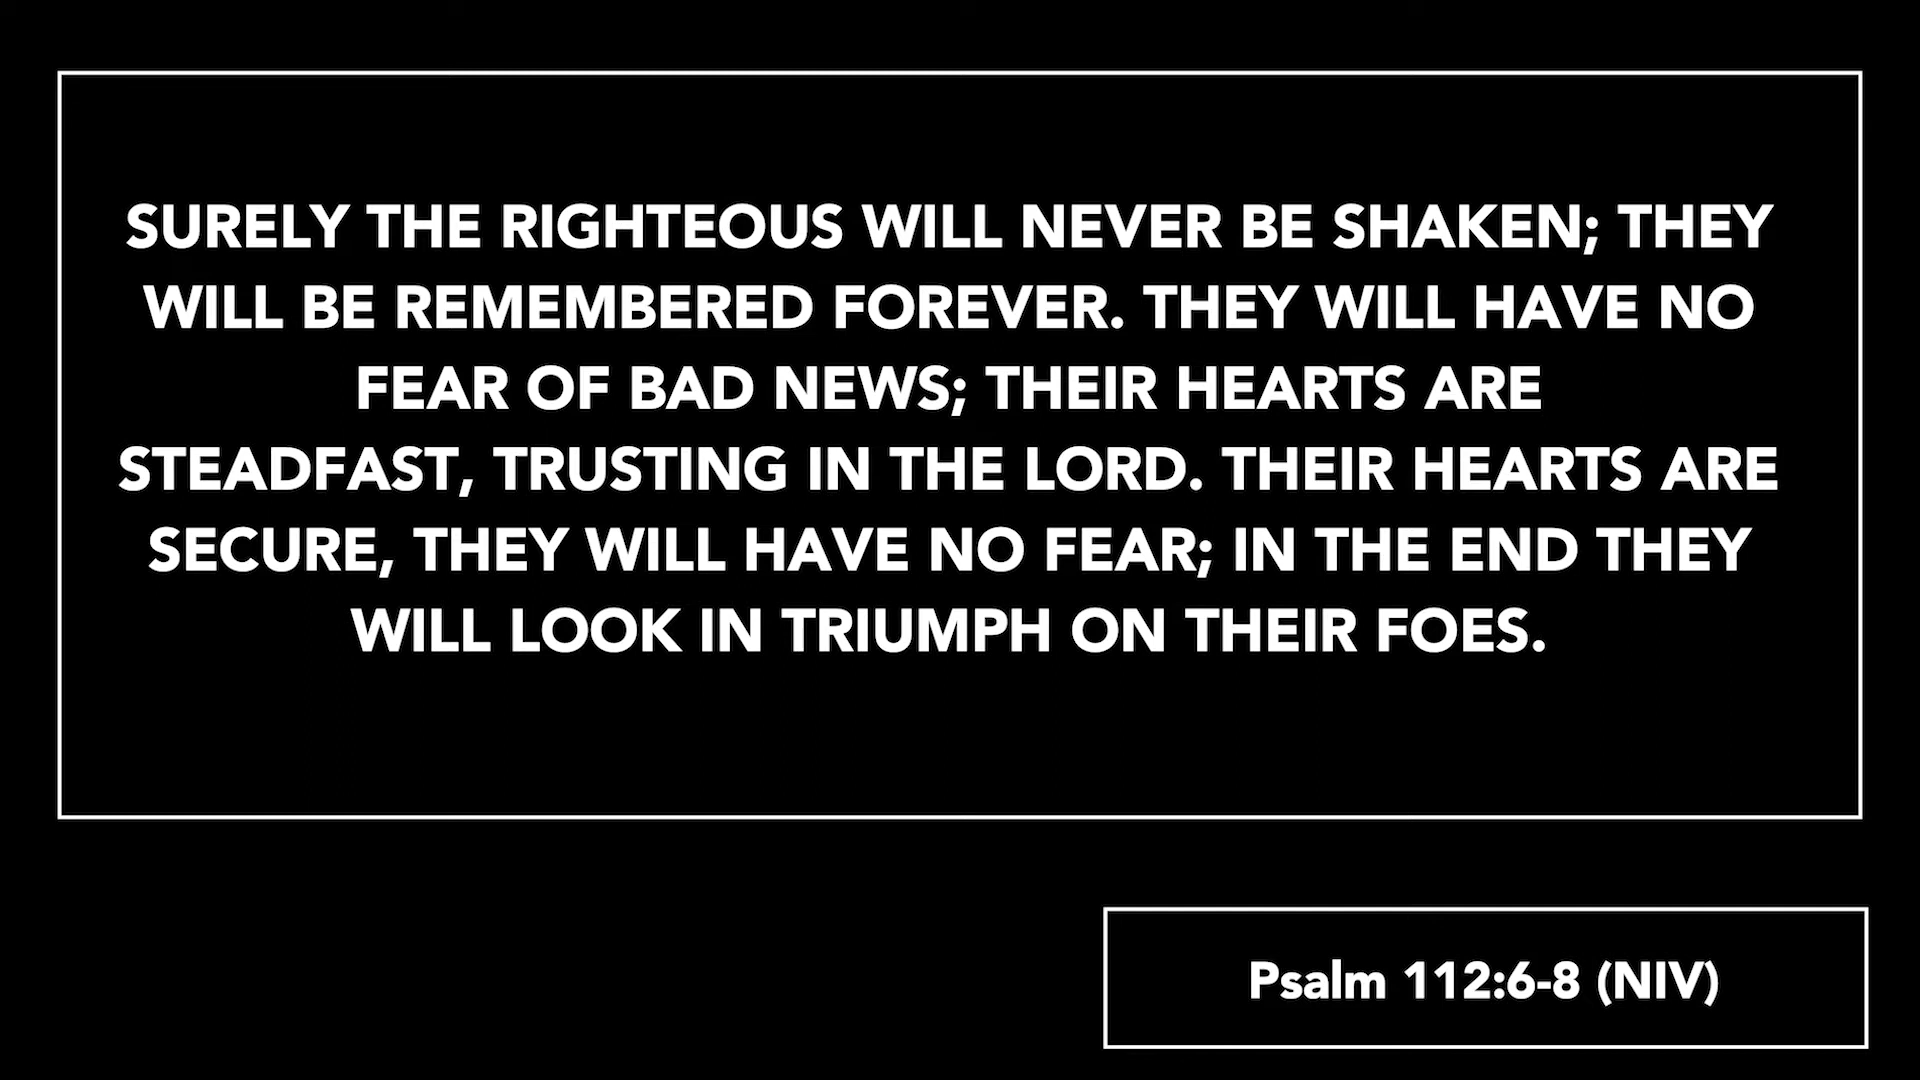 SURELY THE RIGHTEOUS WILL NEVER BE SHAKEN; THEY
WILL BE REMEMBERED FOREVER. THEY WILL HAVE NO
FEAR OF BAD NEWS; THEIR HEARTS ARE
STEADFAST, TRUSTING IN THE LORD. THEIR HEARTS ARE
SECURE, THEY WILL HAVE NO FEAR; IN THE END THEY
WILL LOOK IN TRIUMPH ON THEIR FOES.
Psalm 112:6-8 (NIV)